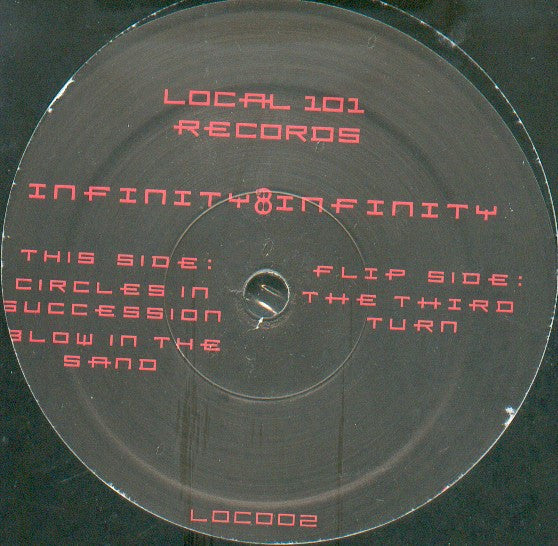 LOCAL 101
RECORDS
INFINITY8INFINITY
THIS SIDE:
CIRCLES IN
SUCCESSION
BLOW IN THE
SAND
FLIP SIDE:
THE THIRD
TURN
LOC002